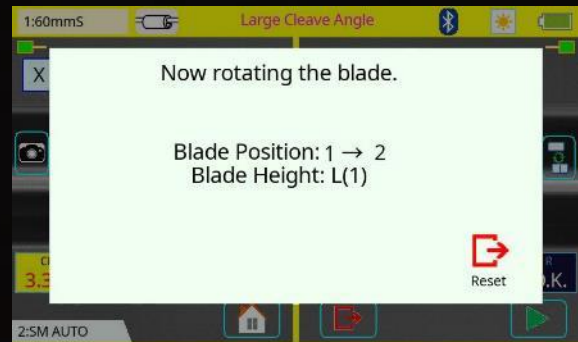 1:60mmS
Large Cleave Angle
X
Now rotating the blade.
Blade Position: 1 → 2
Blade Height: L(1)
Reset
2:SM AUTO